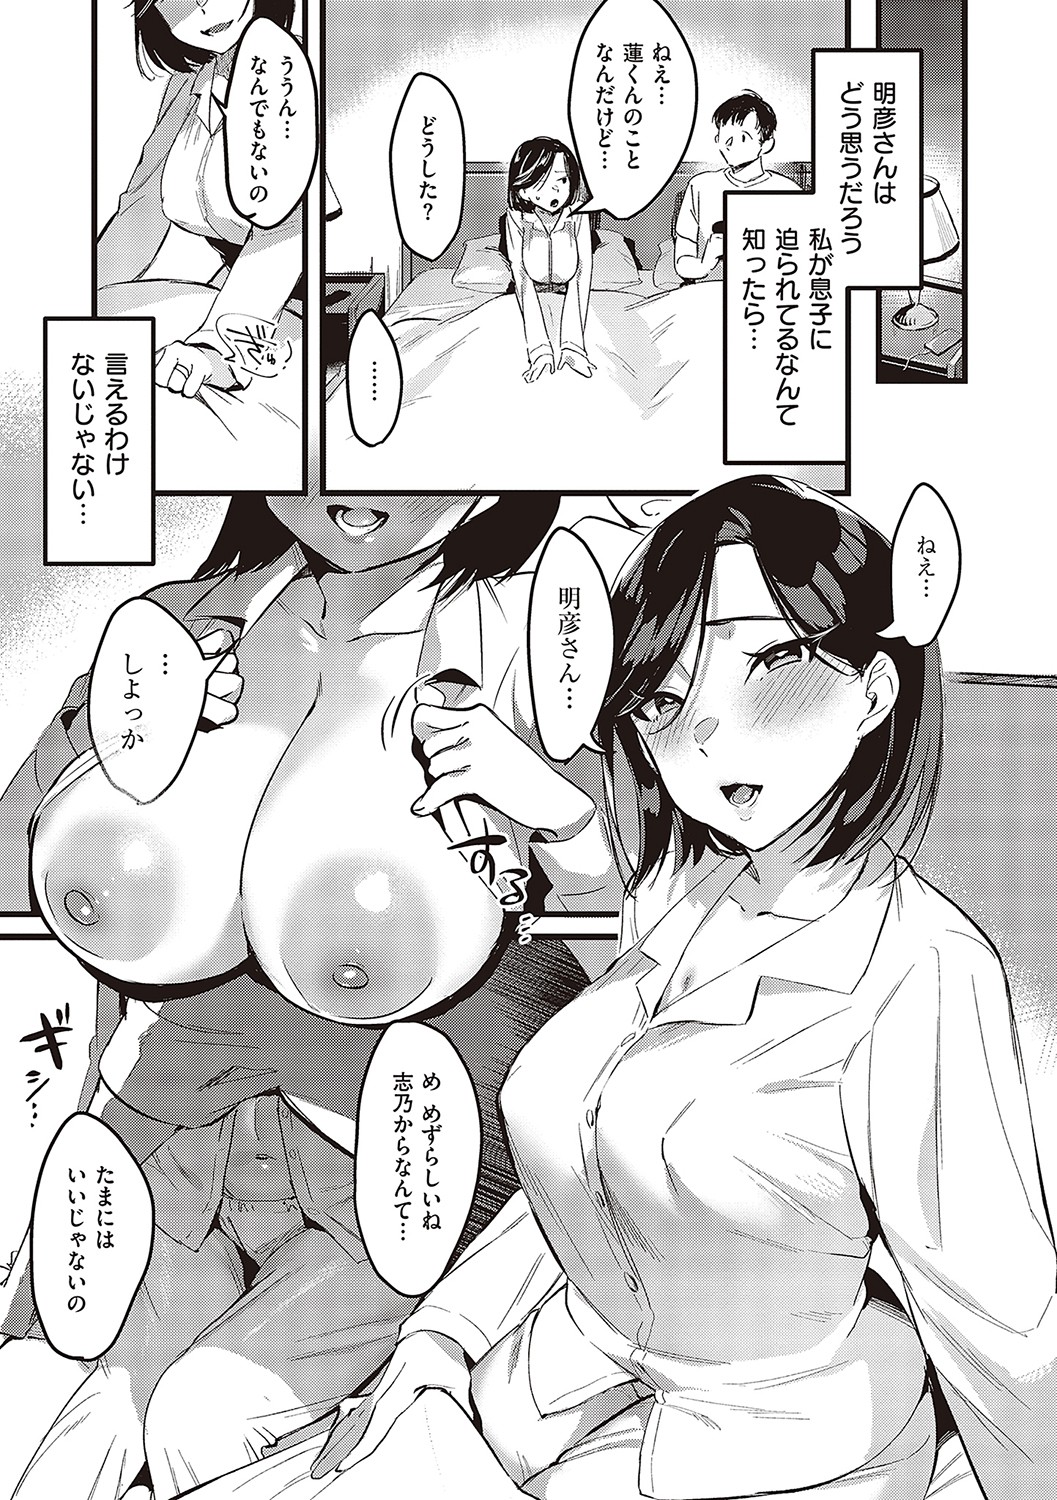 明彦さんは
どう思うだろう
私が息子に
迫られてるなんて
知ったら…
ねえ…
蓮くんのこと
なんだけど…
どうした?
……
ううん…
なんでもないの
ぎゅ
言えるわけ
ないじゃない…
ねえ…
明彦さん…
…
しよっか
する…
め めずらしいね
志乃からなんて…
ギシ…
たまには
いいじゃないの